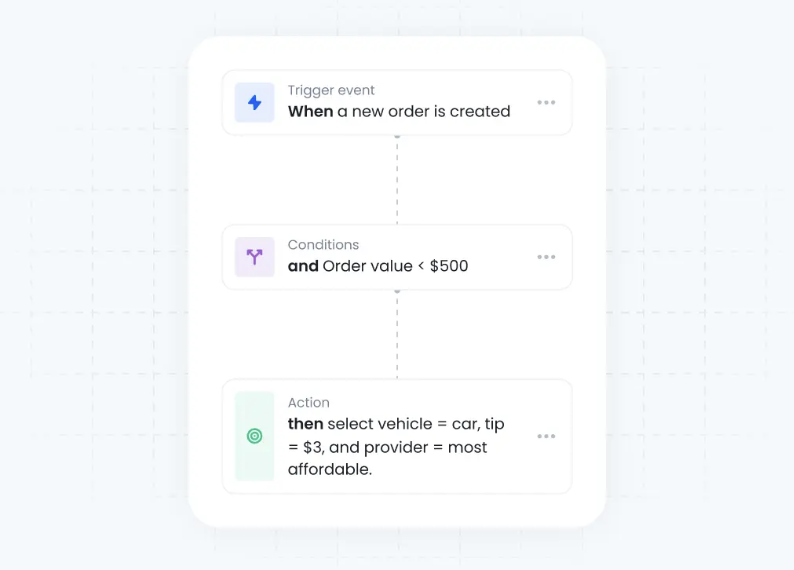 Trigger event
When a new order is created
Conditions
and Order value < $500
Action
then select vehicle = car, tip
= $3, and provider = most
affordable.